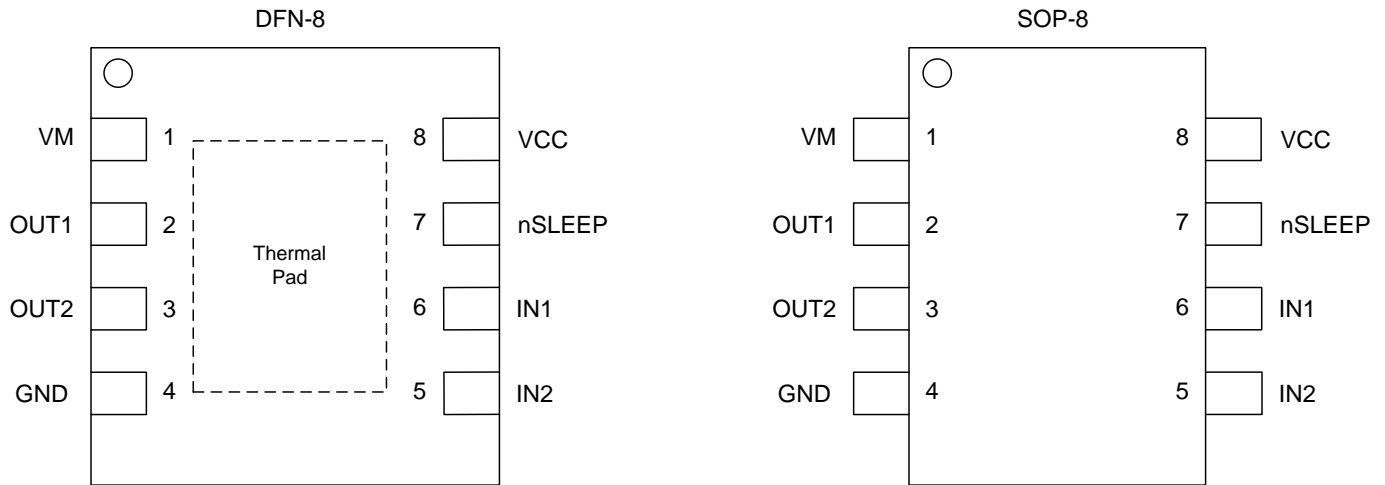 DFN-8
VM 1 8 VCC
OUT1 2 7 nSLEEP
Thermal
Pad
OUT2 3 6 IN1
GND 4 5 IN2
SOP-8
VM 1 8 VCC
OUT1 2 7 nSLEEP
OUT2 3 6 IN1
GND 4 5 IN2